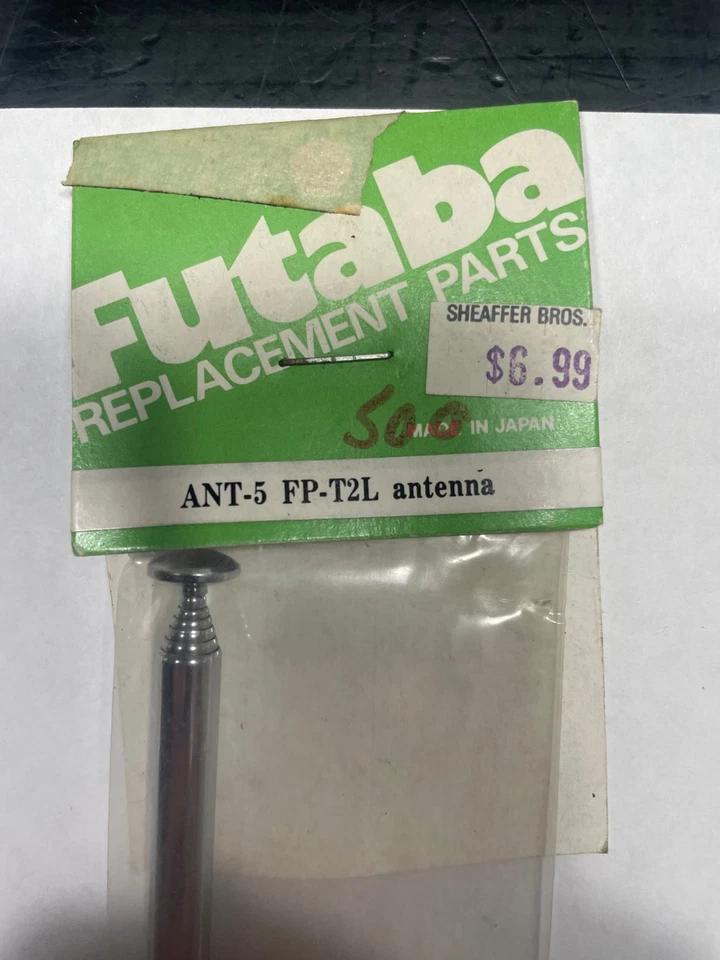 Futaba
REPLACEMENT PARTS
SHEAFFER BROS.
$6.99
500
MADE IN JAPAN
ANT-5 FP-T2L antenna